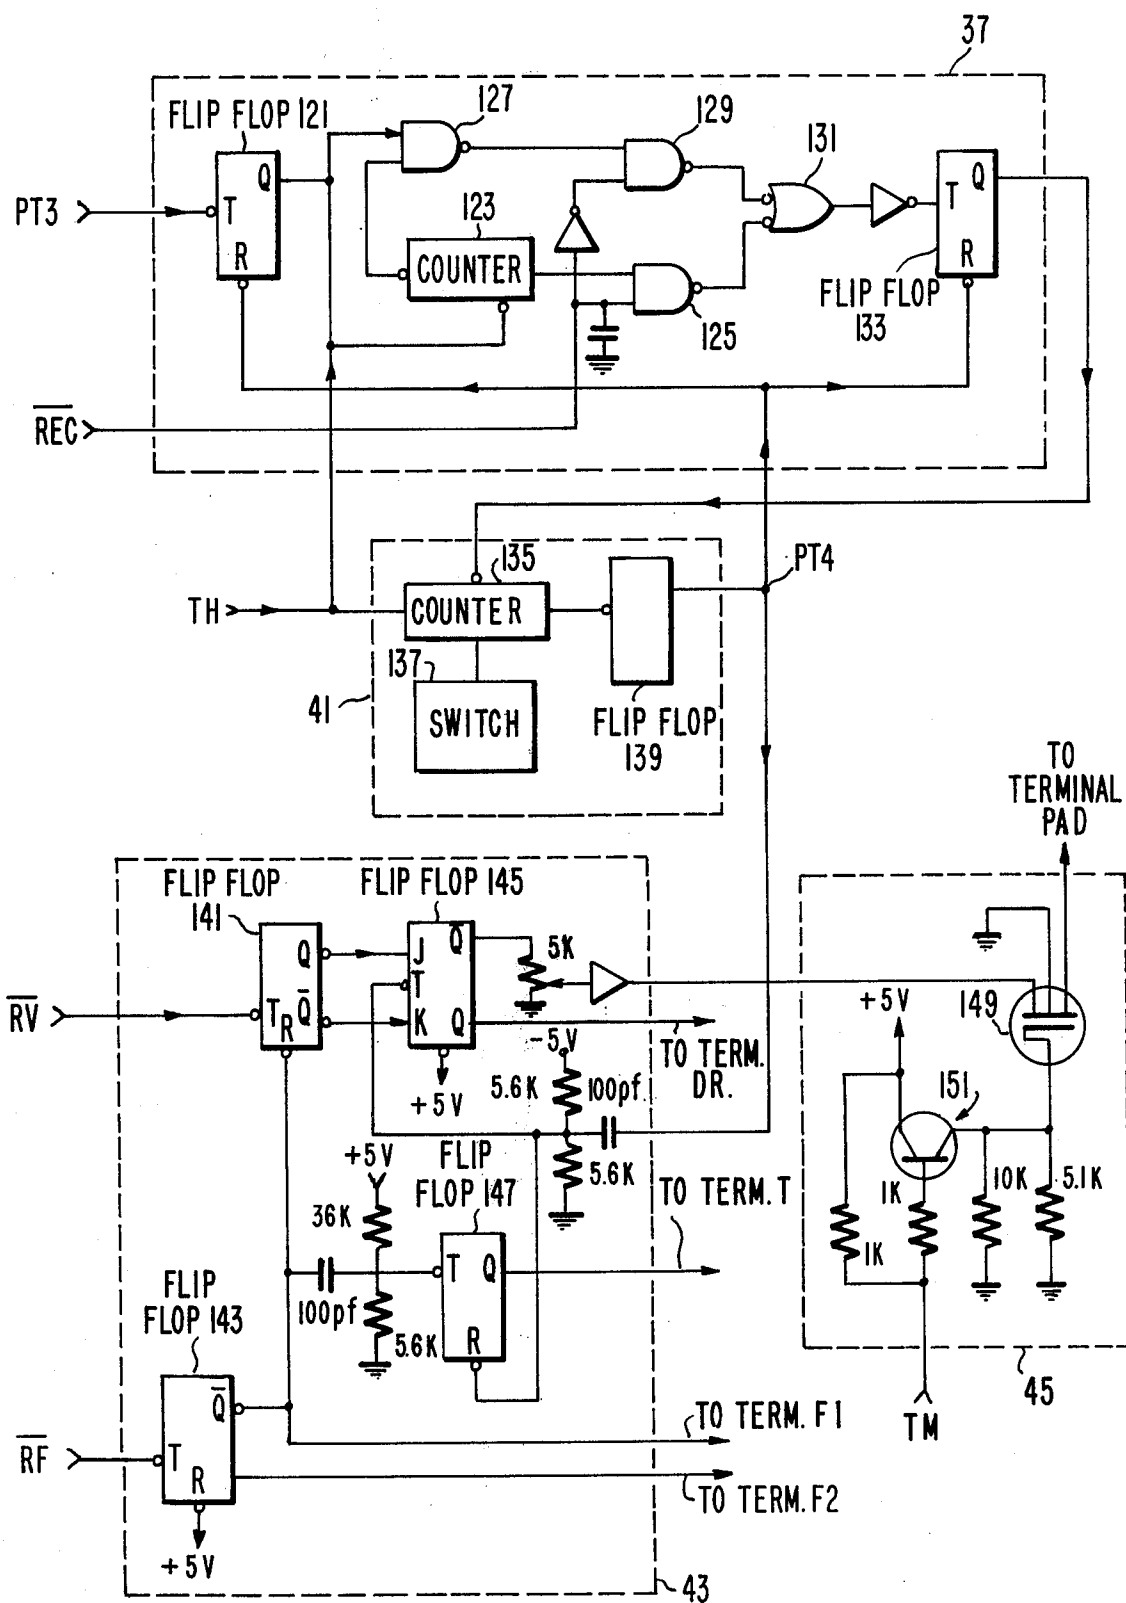 37
FLIP FLOP 121
127
129
131
Q
PT3
T
R
123
COUNTER
125
T
Q
R
FLIP FLOP
133
REC
135
PT4
TH
COUNTER
137
SWITCH
41
FLIP FLOP
139
TO
TERMINAL
PAD
FLIP FLOP
141
FLIP FLOP 145
Q
Q
J
T
K
Q
Q
RV
T
R
5K
-5V
TO TERM.
DR.
+5V
149
+5V
5.6K
100pf
151
+5V
FLIP
FLOP 147
5.6K
TO TERM. T
36K
T
Q
R
1K
1K
10K
5.1K
100pf
5.6K
FLIP
FLOP 143
Q
T
R
RF
+5V
TO TERM. F1
TO TERM. F2
45
TM
43